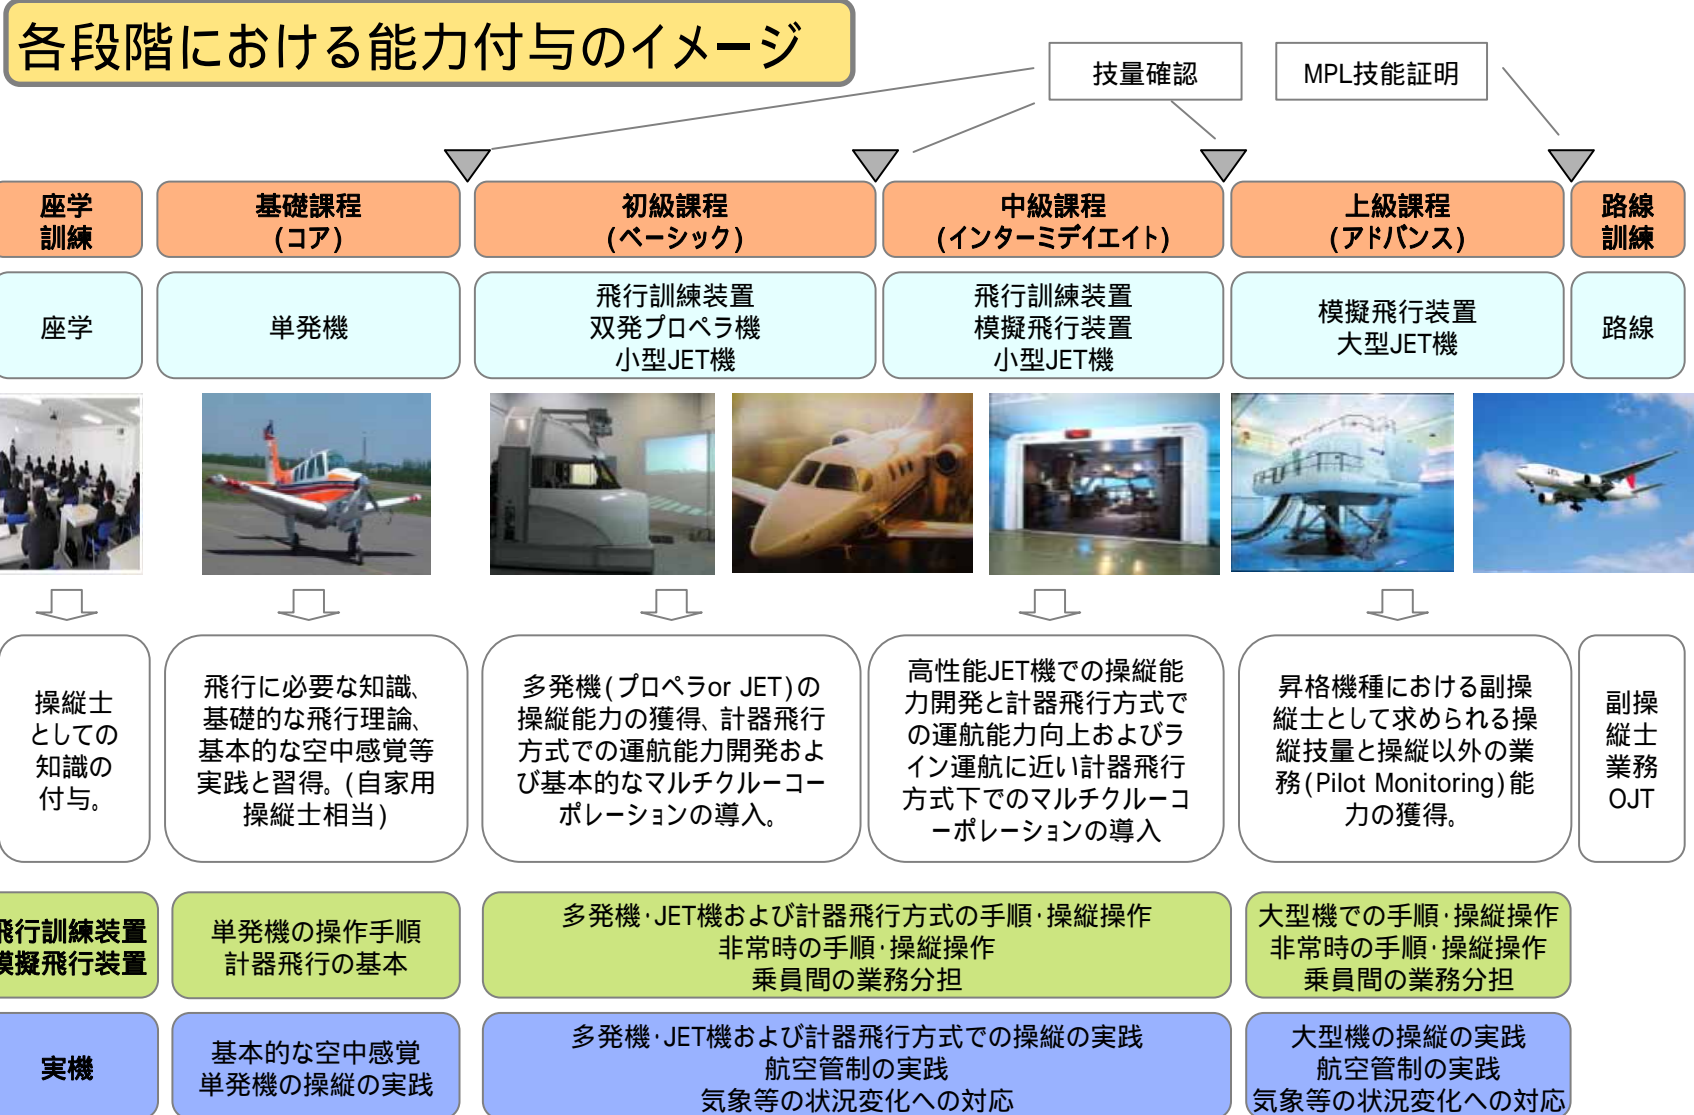 各段階における能力付与のイメージ
技量確認
MPL技能証明
座学
訓練
基礎課程
(コア)
初級課程
(ベーシック)
中級課程
(インターミディエイト)
上級課程
(アドバンス)
路線
訓練
座学
単発機
飛行訓練装置
双発プロペラ機
小型JET機
飛行訓練装置
模擬飛行装置
小型JET機
模擬飛行装置
大型JET機
路線
操縦士
としての
知識の
付与。
飛行に必要な知識、
基礎的な飛行理論、
基本的な空中感覚等
実践と習得。(自家用
操縦士相当)
多発機(プロペラor JET)の
操縦能力の獲得、計器飛行
方式での運航能力開発およ
び基本的なマルチクルーコー
ポレーションの導入。
高性能JET機での操縦能
力開発と計器飛行方式で
の運航能力向上およびラ
イン運航に近い計器飛行
方式下でのマルチクルーコ
ーポレーションの導入
昇格機種における副操
縦士として求められる操
縦技量と操縦以外の業
務(Pilot Monitoring)能
力の獲得。
副操
縦士
業務
OJT
飛行訓練装置
模擬飛行装置
単発機の操作手順
計器飛行の基本
多発機･JET機および計器飛行方式の手順･操縦操作
非常時の手順･操縦操作
乗員間の業務分担
大型機での手順･操縦操作
非常時の手順･操縦操作
乗員間の業務分担
実機
基本的な空中感覚
単発機の操縦の実践
多発機･JET機および計器飛行方式での操縦の実践
航空管制の実践
気象等の状況変化への対応
大型機の操縦の実践
航空管制の実践
気象等の状況変化への対応